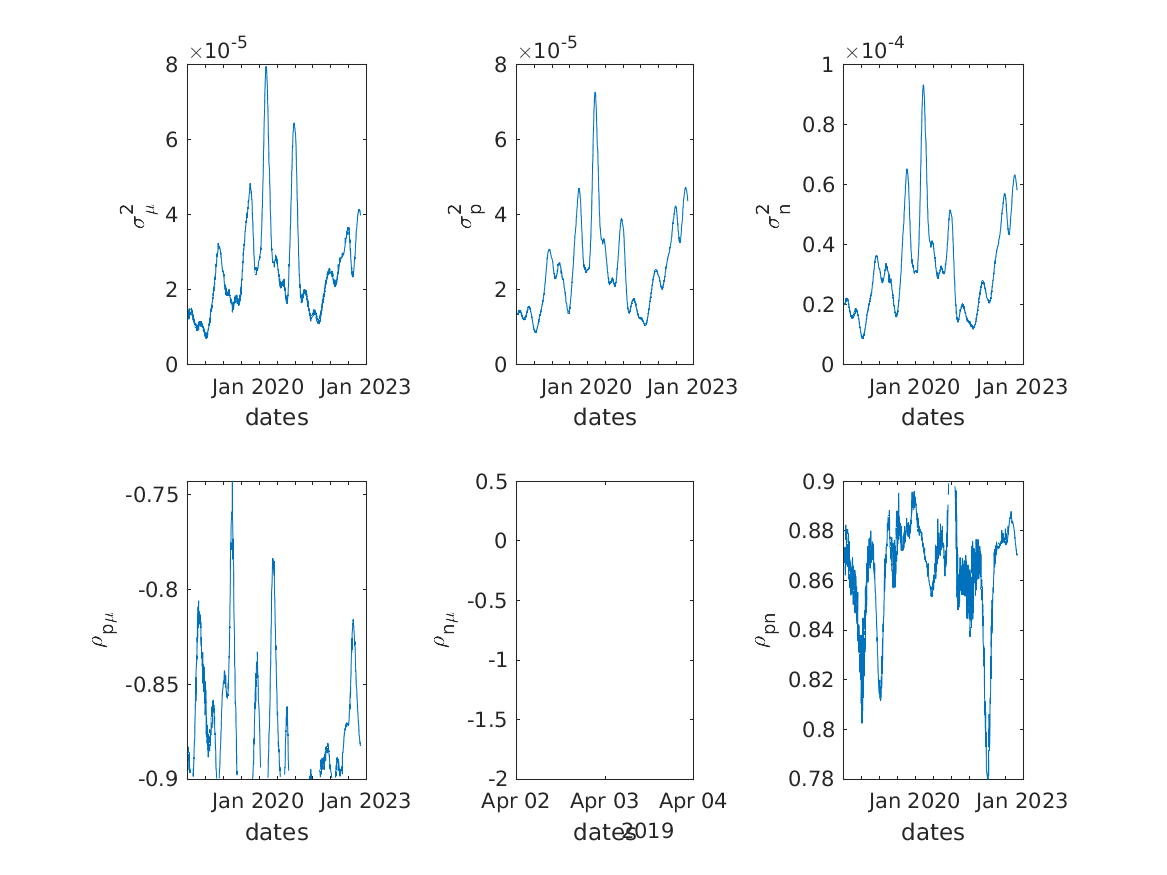 ×10-5
8
6
4
2
0
σ2μ
Jan 2020 Jan 2023
dates
×10-5
8
6
4
2
0
σ2p
Jan 2020 Jan 2023
dates
×10-4
1
0.8
0.6
0.4
0.2
0
σ2n
Jan 2020 Jan 2023
dates
-0.75
-0.8
-0.85
-0.9
ρpμ
Jan 2020 Jan 2023
dates
0.5
0
-0.5
-1
-1.5
-2
ρnμ
Apr 02 Apr 03 Apr 04
dates
2019
0.9
0.88
0.86
0.84
0.82
0.8
0.78
ρpn
Jan 2020 Jan 2023
dates